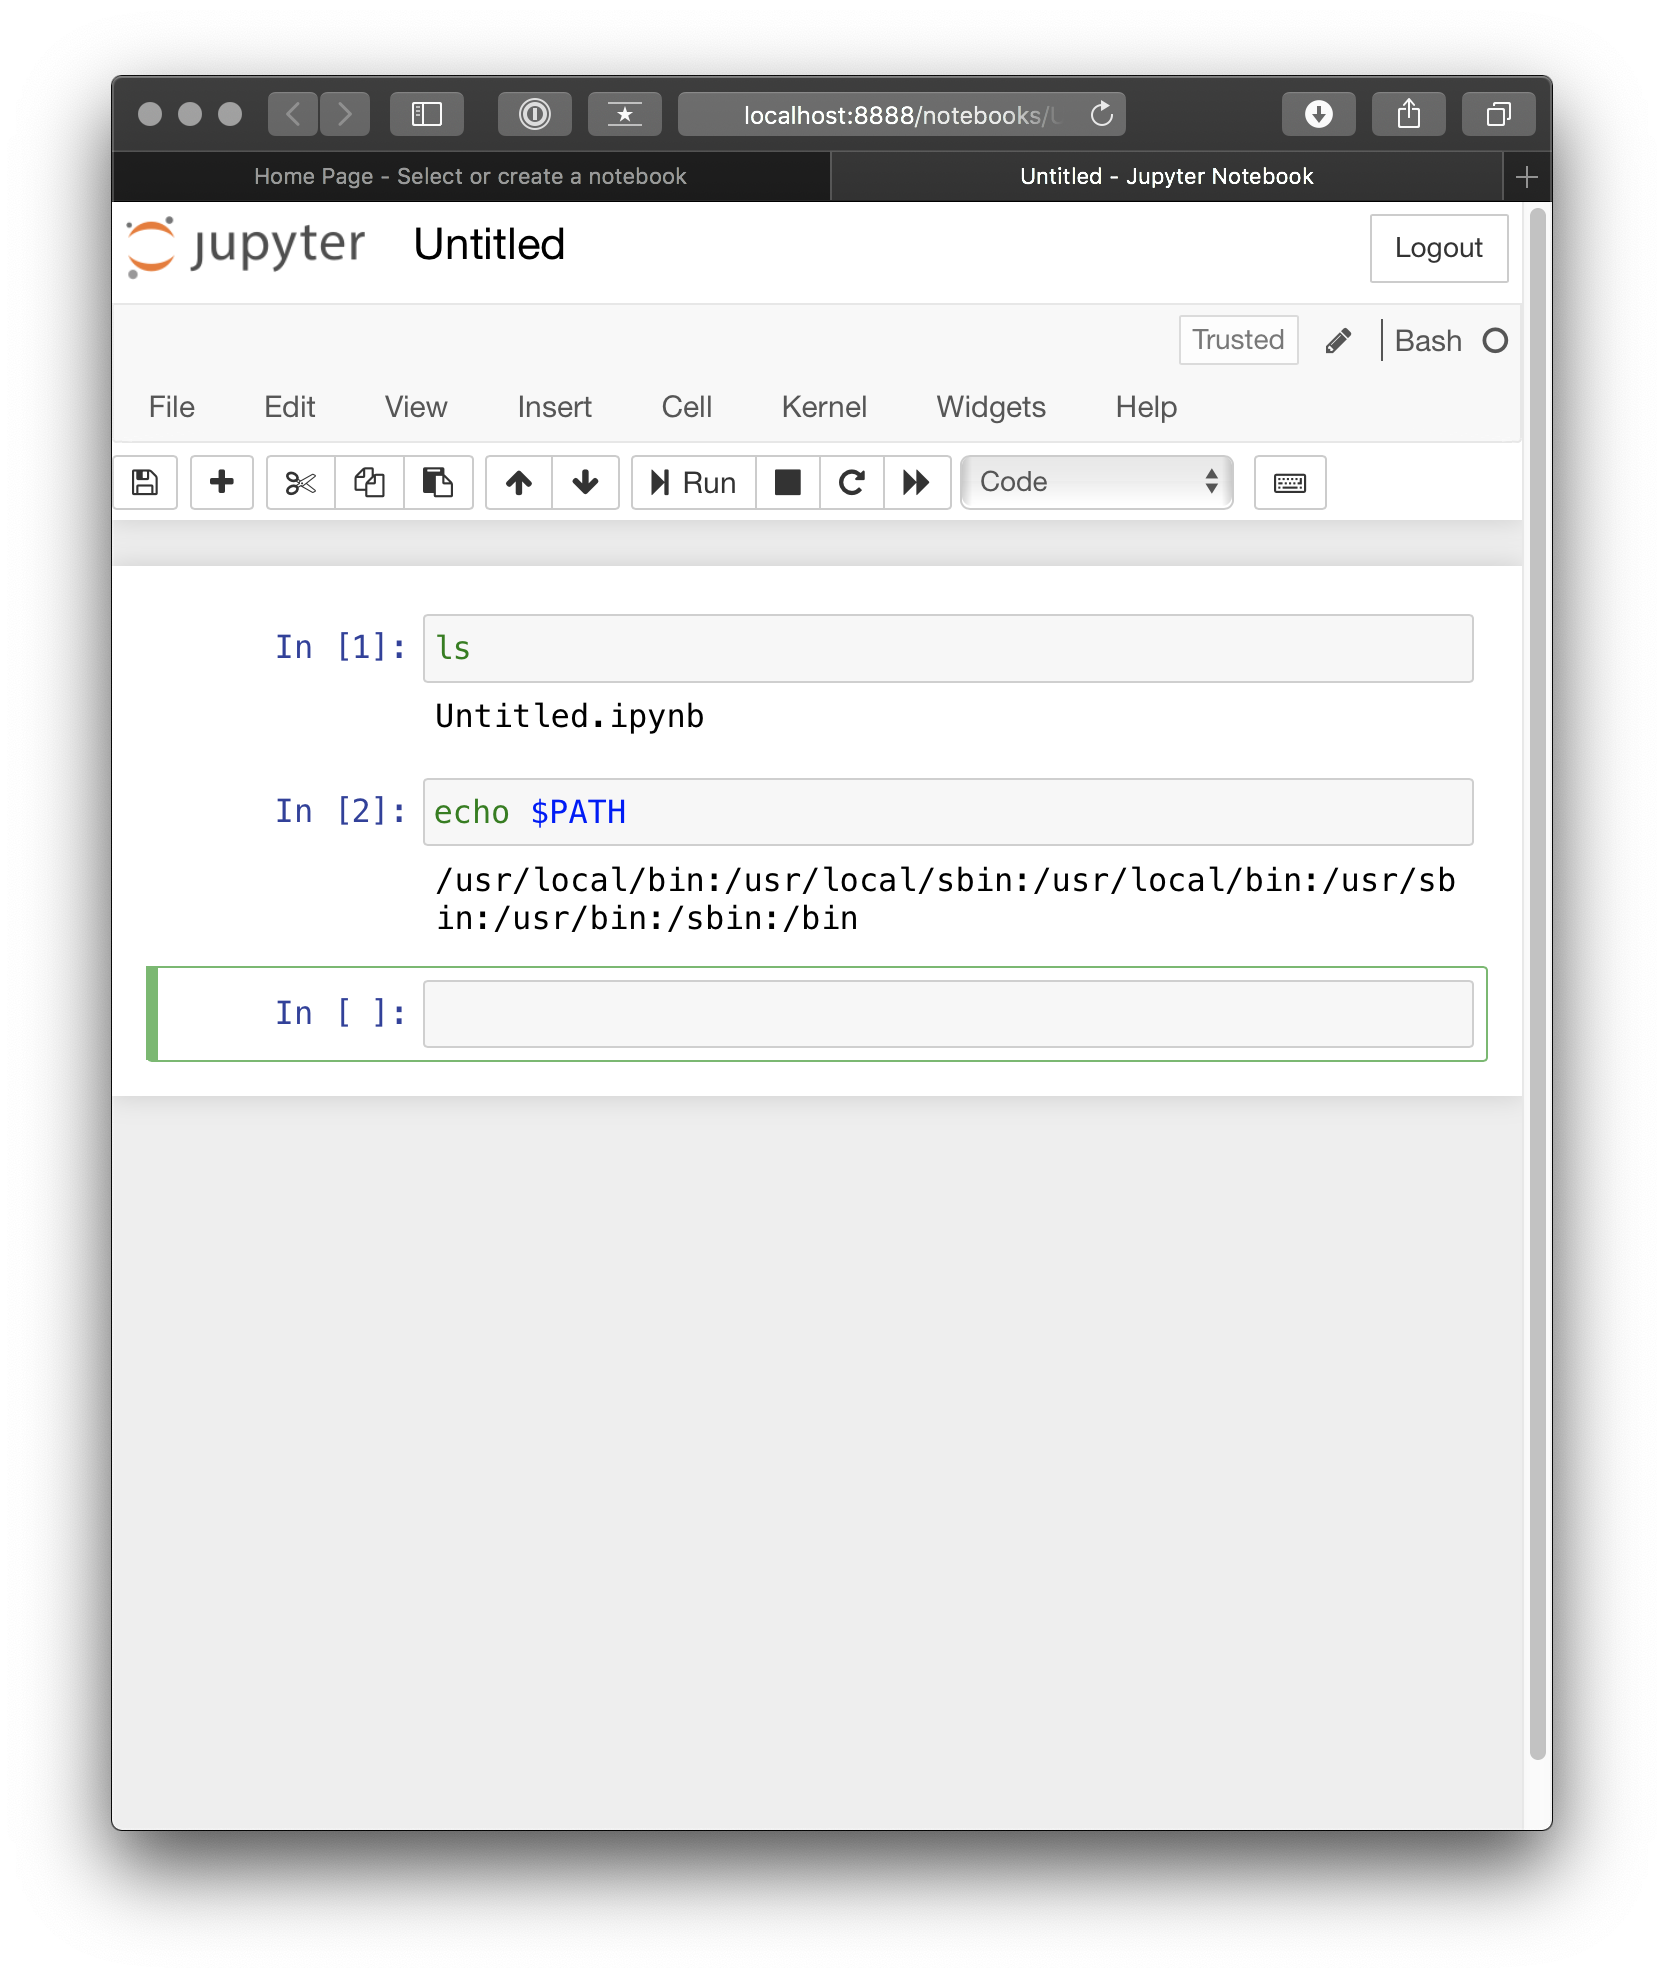 localhost:8888/notebooks/
Home Page - Select or create a notebook
Untitled - Jupyter Notebook
jupyter Untitled
Logout
Trusted
Bash
File Edit View Insert Cell Kernel Widgets Help
Run
Code
In [1]: ls
Untitled.ipynb
In [2]: echo $PATH
/usr/local/bin:/usr/local/sbin:/usr/local/bin:/usr/sb
in:/usr/bin:/sbin:/bin
In [ ]: